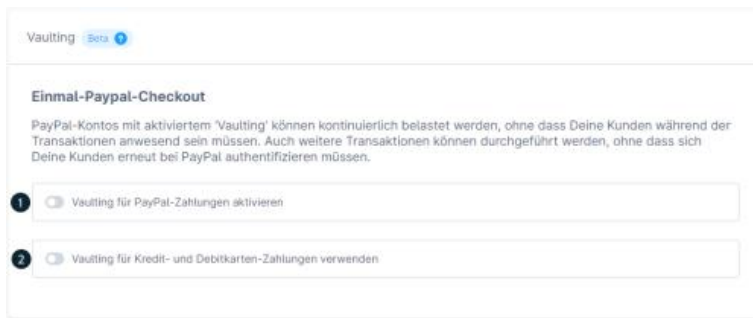 Vaulting Beta
Einmal-Paypal-Checkout
PayPal-Kontos mit aktiviertem 'Vaulting' können kontinuierlich belastet werden, ohne dass Deine Kunden während der
Transaktionen anwesend sein müssen. Auch weitere Transaktionen können durchgeführt werden, ohne dass sich
Deine Kunden erneut bei PayPal authentifizieren müssen.
1 Vaulting für PayPal-Zahlungen aktivieren
2 Vaulting für Kredit- und Debitkarten-Zahlungen verwenden